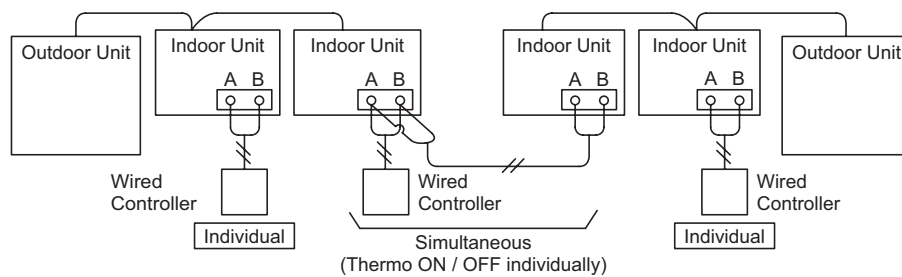 Outdoor Unit
Indoor Unit
A B
Indoor Unit
A B
Indoor Unit
A B
Indoor Unit
A B
Outdoor Unit
Wired
Controller
Individual
Wired
Controller
Simultaneous
(Thermo ON / OFF individually)
Wired
Controller
Individual